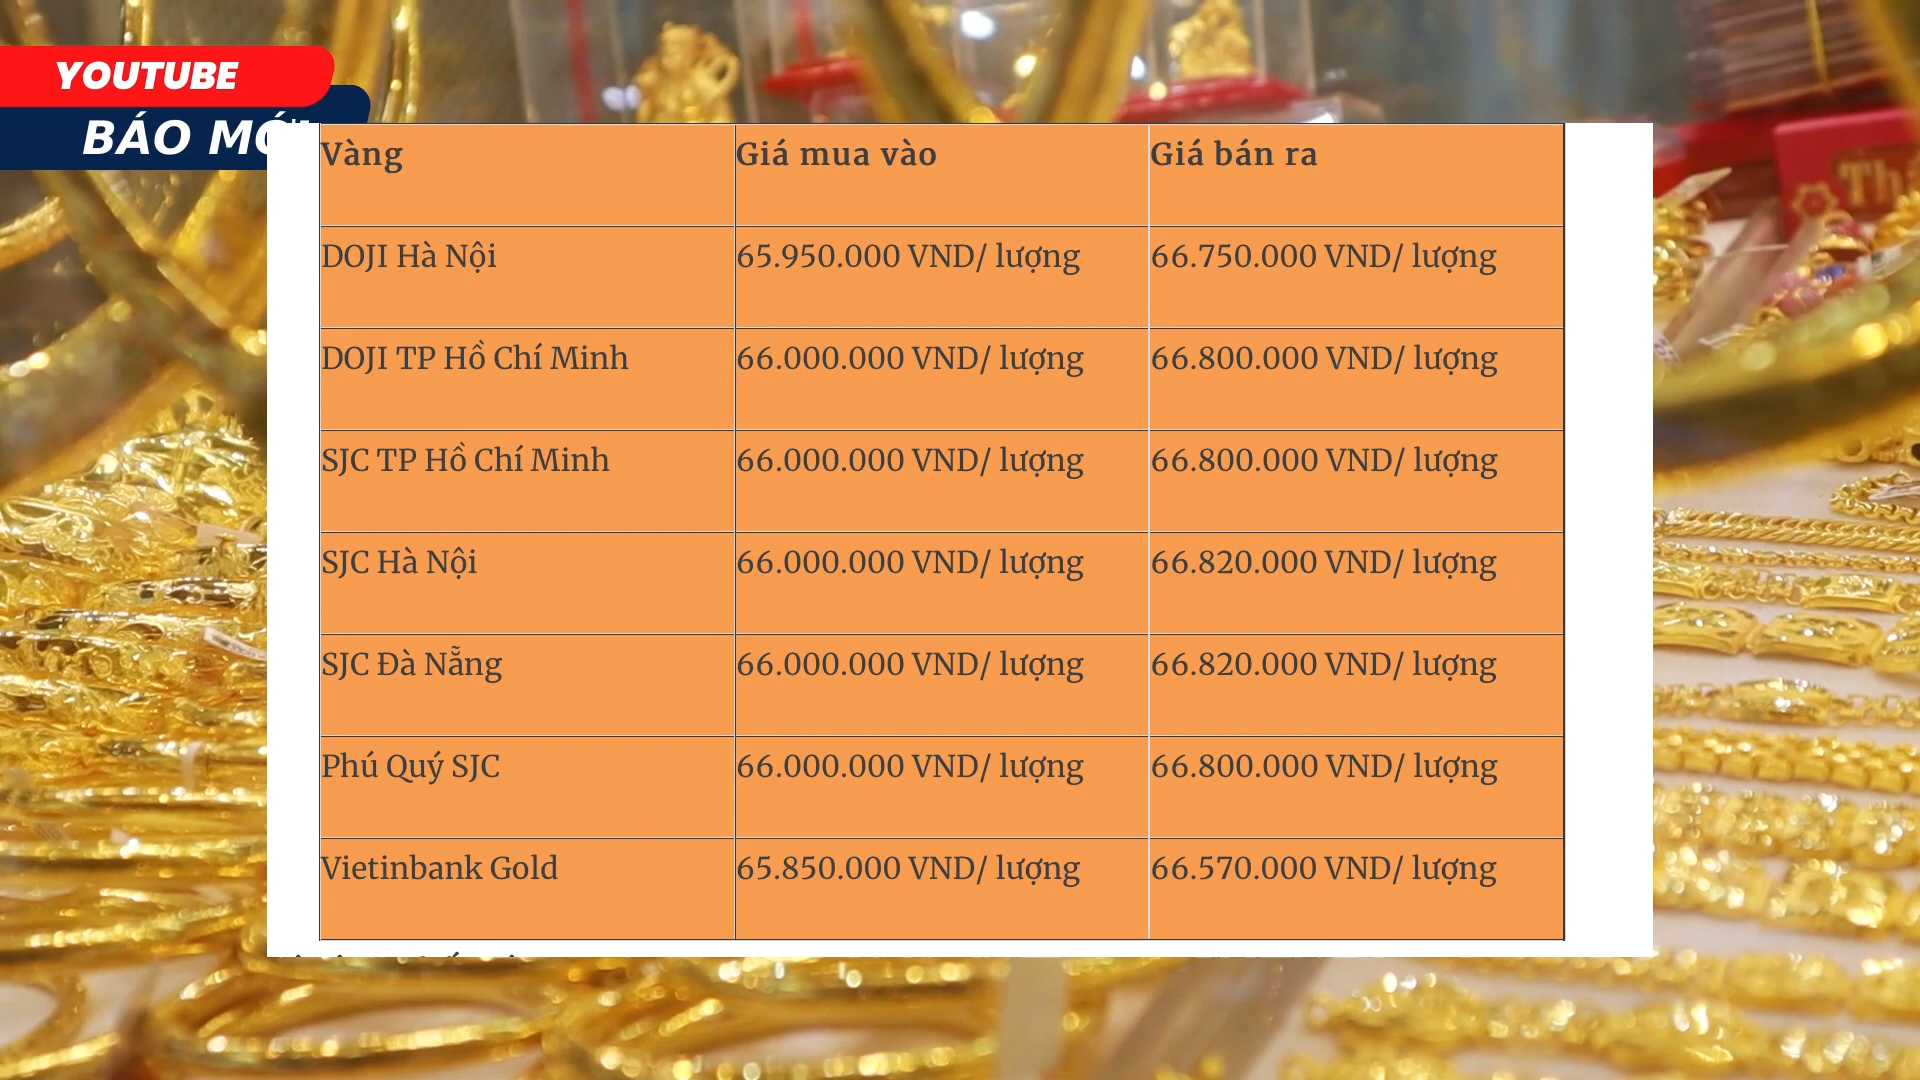 YOUTUBE
BÁO MỚI
Vàng Giá mua vào Giá bán ra
DOJI Hà Nội 65.950.000 VND/ lượng 66.750.000 VND/ lượng
DOJI TP Hồ Chí Minh 66.000.000 VND/ lượng 66.800.000 VND/ lượng
SJC TP Hồ Chí Minh 66.000.000 VND/ lượng 66.800.000 VND/ lượng
SJC Hà Nội 66.000.000 VND/ lượng 66.820.000 VND/ lượng
SJC Đà Nẵng 66.000.000 VND/ lượng 66.820.000 VND/ lượng
Phú Quý SJC 66.000.000 VND/ lượng 66.800.000 VND/ lượng
Vietinbank Gold 65.850.000 VND/ lượng 66.570.000 VND/ lượng